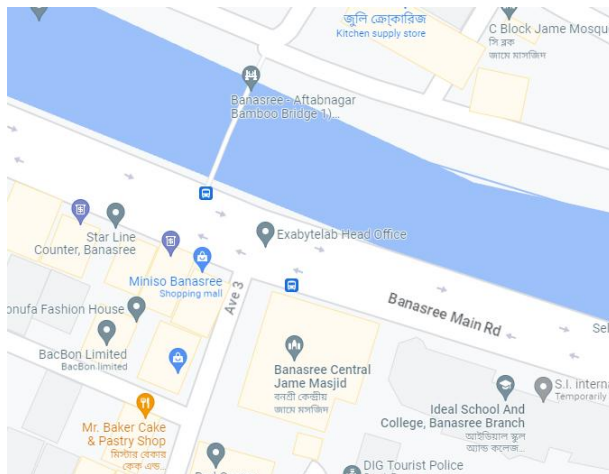 জুলি ক্রোকারিজ
Kitchen supply store
C Block Jame Mosqu
সি ব্লক
জামে মসজিদ
Banasree - Aftabnagar
Bamboo Bridge 1)...
Star Line
Counter, Banasree
Exabytelab Head Office
Miniso Banasree
Shopping mall
Ave 3
onufa Fashion House
Banasree Main Rd
Sel
BacBon Limited
BacBon limited
Banasree Central
Jame Masjid
বনশ্রী কেন্দ্রীয়
জামে মসজিদ
S.I. interna
Temporarily
Ideal School And
College, Banasree Branch
আইডিয়াল স্কুল
অ্যান্ড কলেজ...
Mr. Baker Cake
& Pastry Shop
মিস্টার বেকার
কেক এন্ড...
DIG Tourist Police